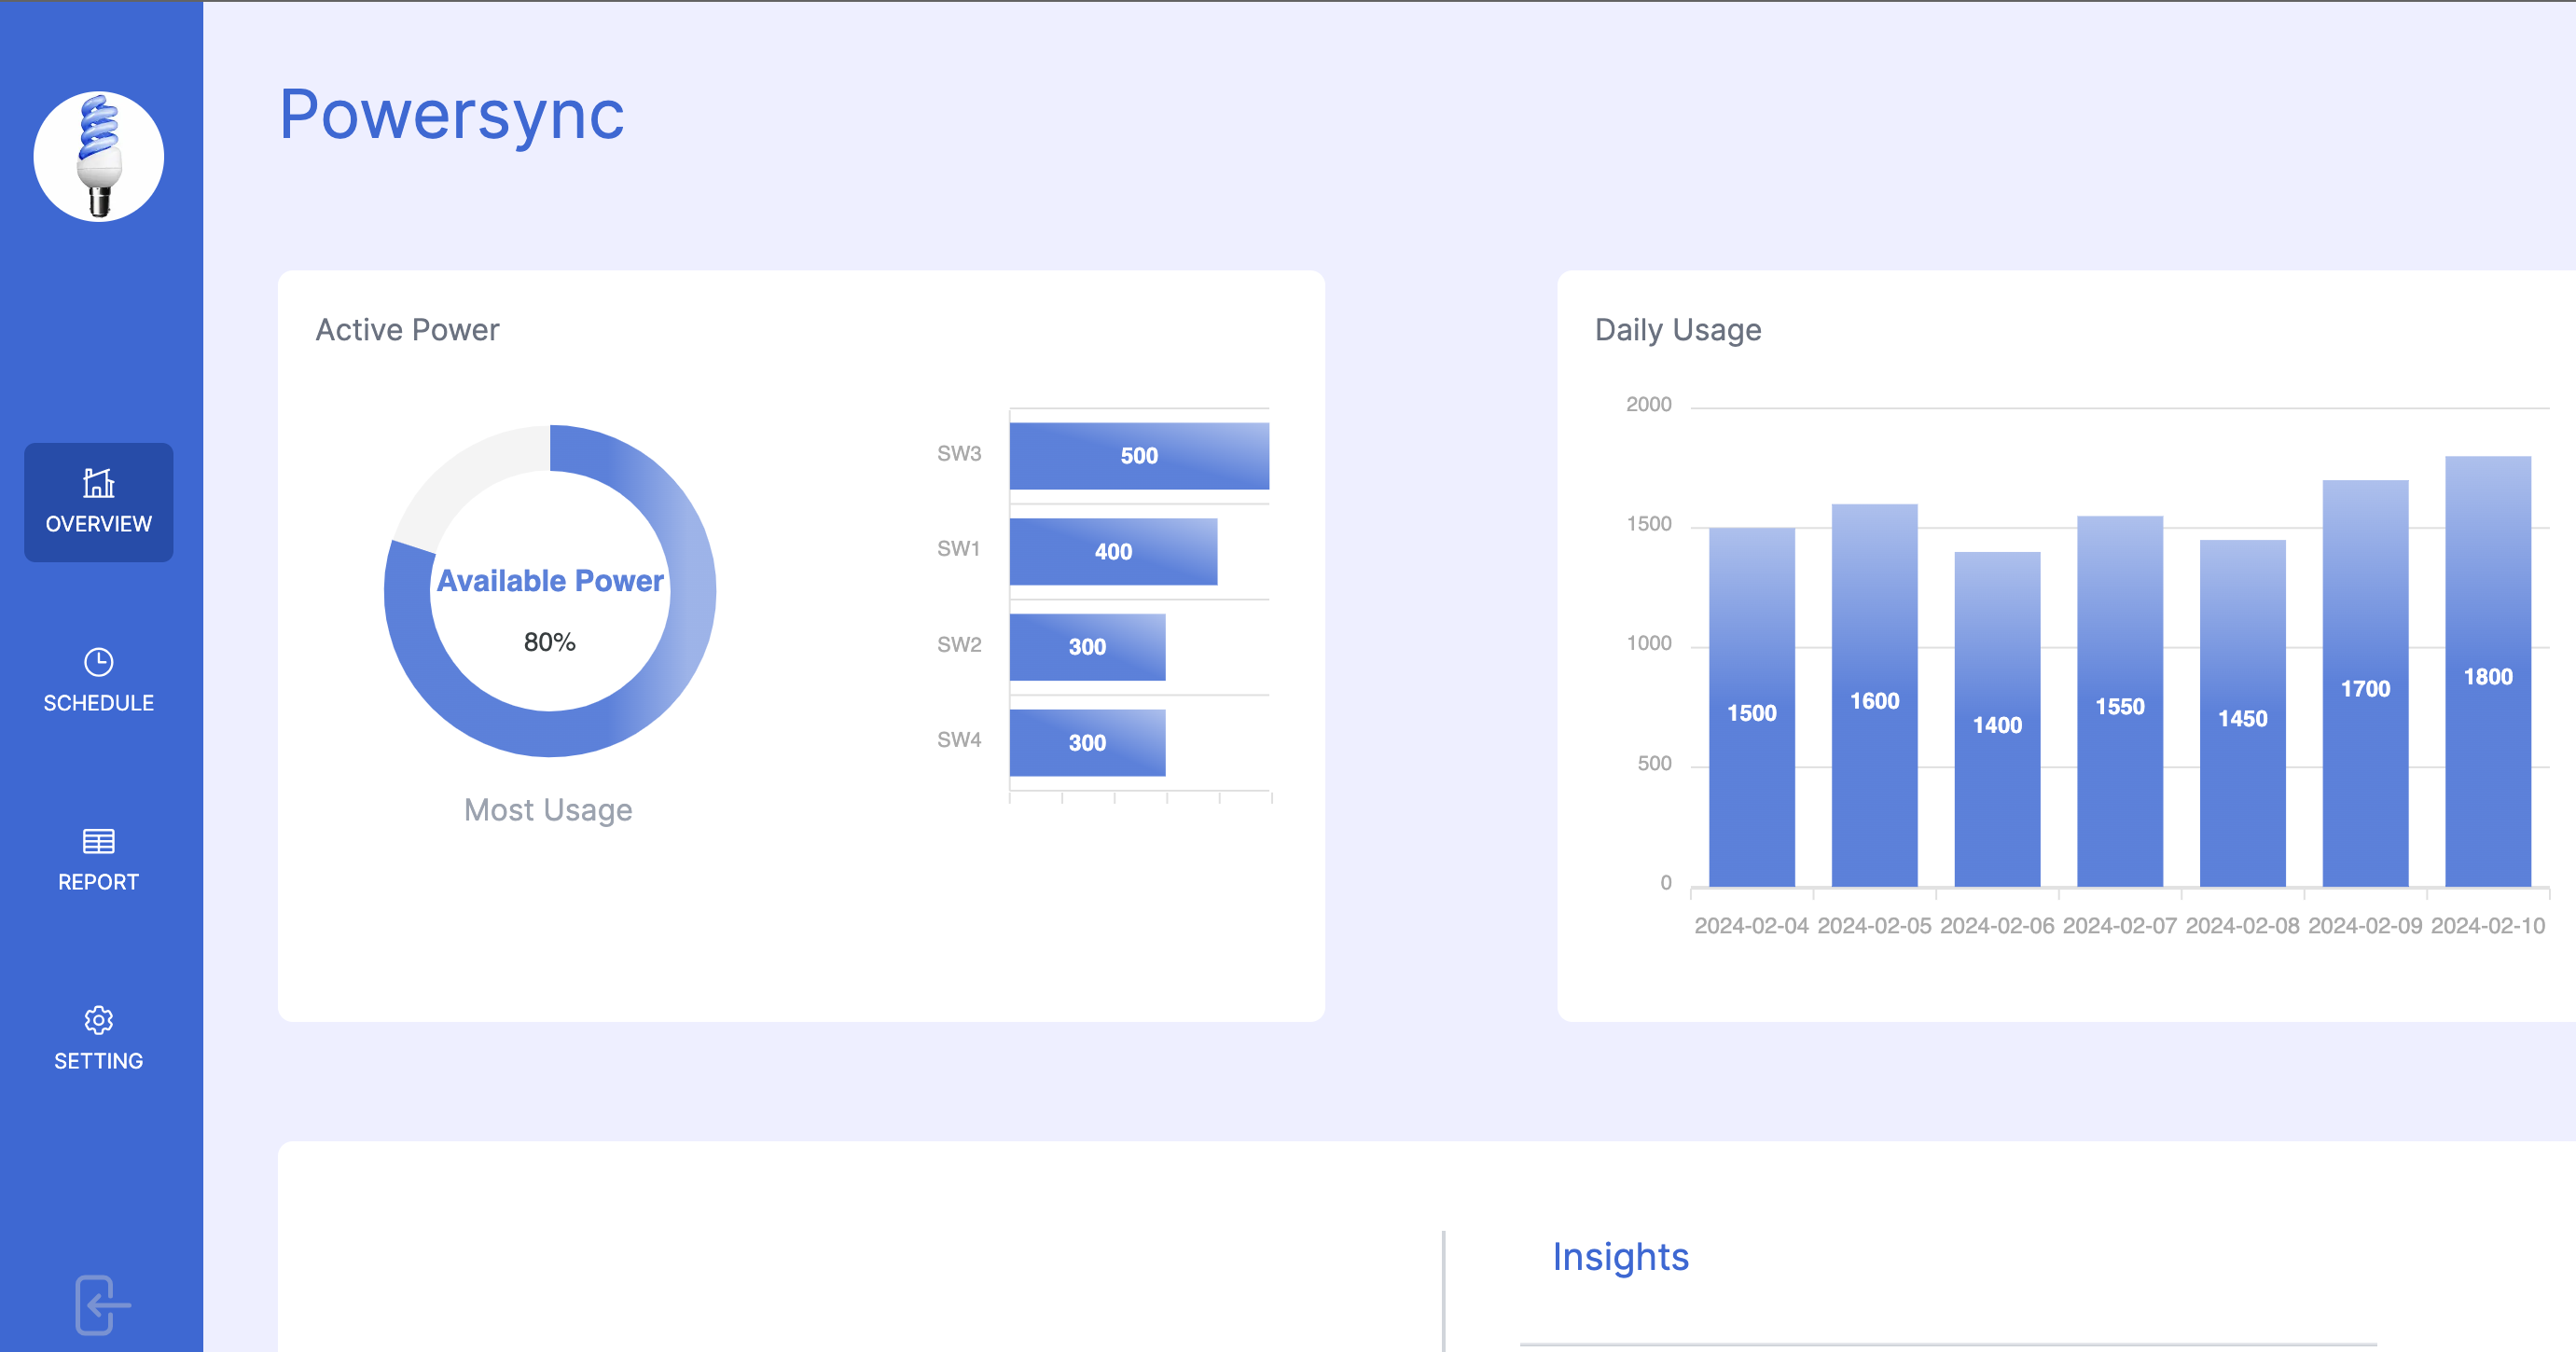 Powersync
OVERVIEW
SCHEDULE
REPORT
SETTING
Active Power
Available Power
80%
Most Usage
SW3
500
SW1
400
SW2
300
SW4
300
Daily Usage
2000
1500
1000
500
0
1500
1600
1400
1550
1450
1700
1800
2024-02-04 2024-02-05 2024-02-06 2024-02-07 2024-02-08 2024-02-09 2024-02-10
Insights